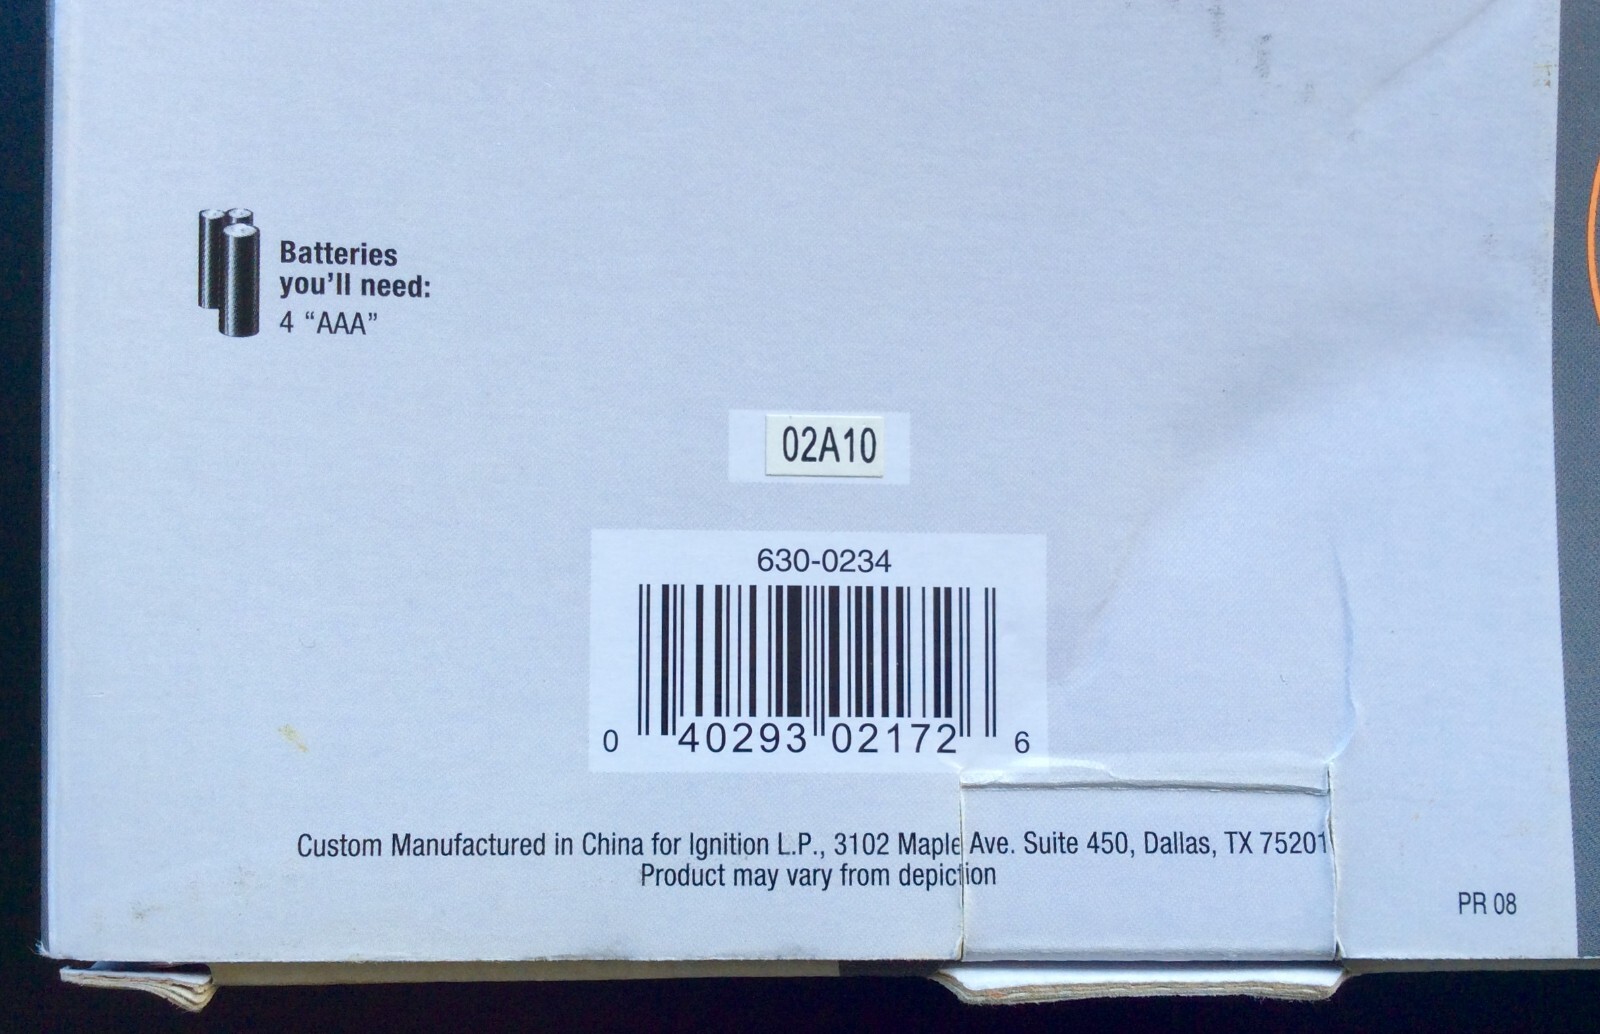 Batteries
you'll need:
4 “AAA”
02A10
630-0234
0 40293 02172 6
Custom Manufactured in China for Ignition L.P., 3102 Maple Ave. Suite 450, Dallas, TX 75201
Product may vary from depiction
PR 08